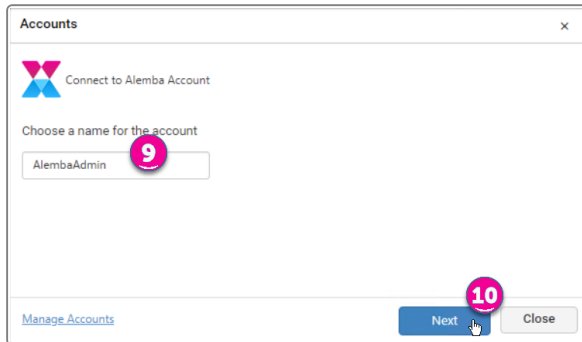 Accounts ×
Connect to Alemba Account
Choose a name for the account
9
AlembaAdmin
10
Manage Accounts Next Close